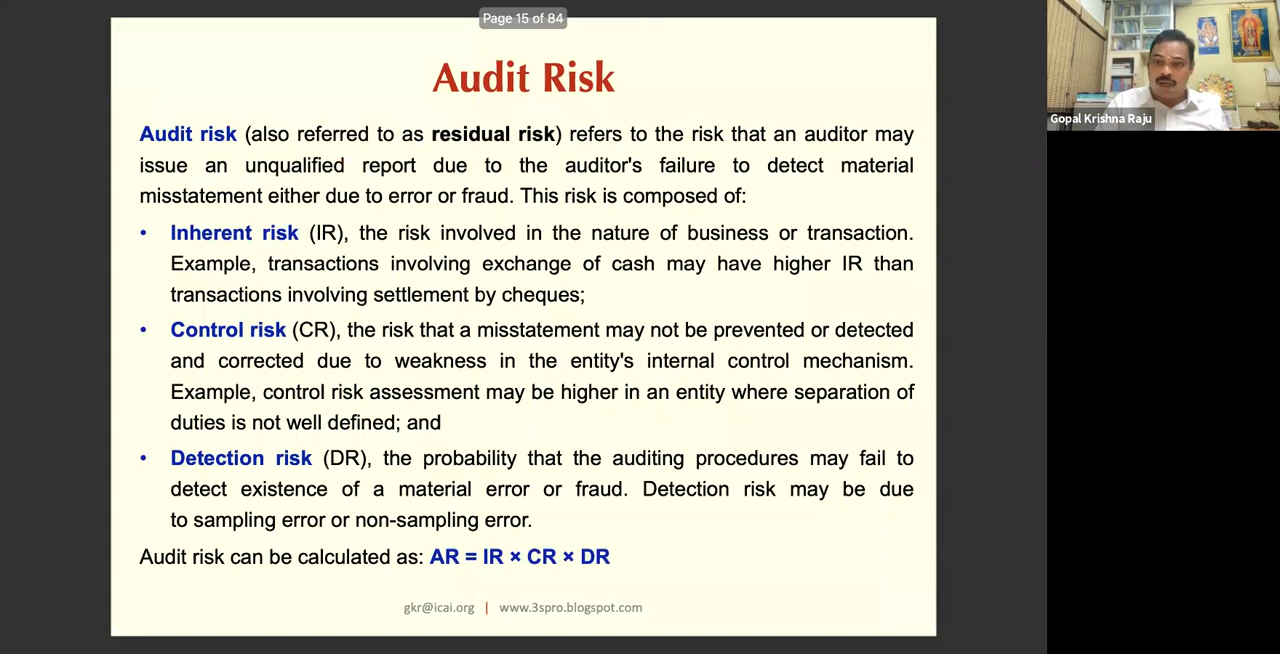 Page 15 of 84
Audit Risk
Audit risk (also referred to as residual risk) refers to the risk that an auditor may
issue an unqualified report due to the auditor's failure to detect material
misstatement either due to error or fraud. This risk is composed of:
• Inherent risk (IR), the risk involved in the nature of business or transaction.
Example, transactions involving exchange of cash may have higher IR than
transactions involving settlement by cheques;
• Control risk (CR), the risk that a misstatement may not be prevented or detected
and corrected due to weakness in the entity's internal control mechanism.
Example, control risk assessment may be higher in an entity where separation of
duties is not well defined; and
• Detection risk (DR), the probability that the auditing procedures may fail to
detect existence of a material error or fraud. Detection risk may be due
to sampling error or non-sampling error.
Audit risk can be calculated as: AR = IR × CR × DR
gkr@icai.org | www.3spro.blogspot.com
Gopal Krishna Raju